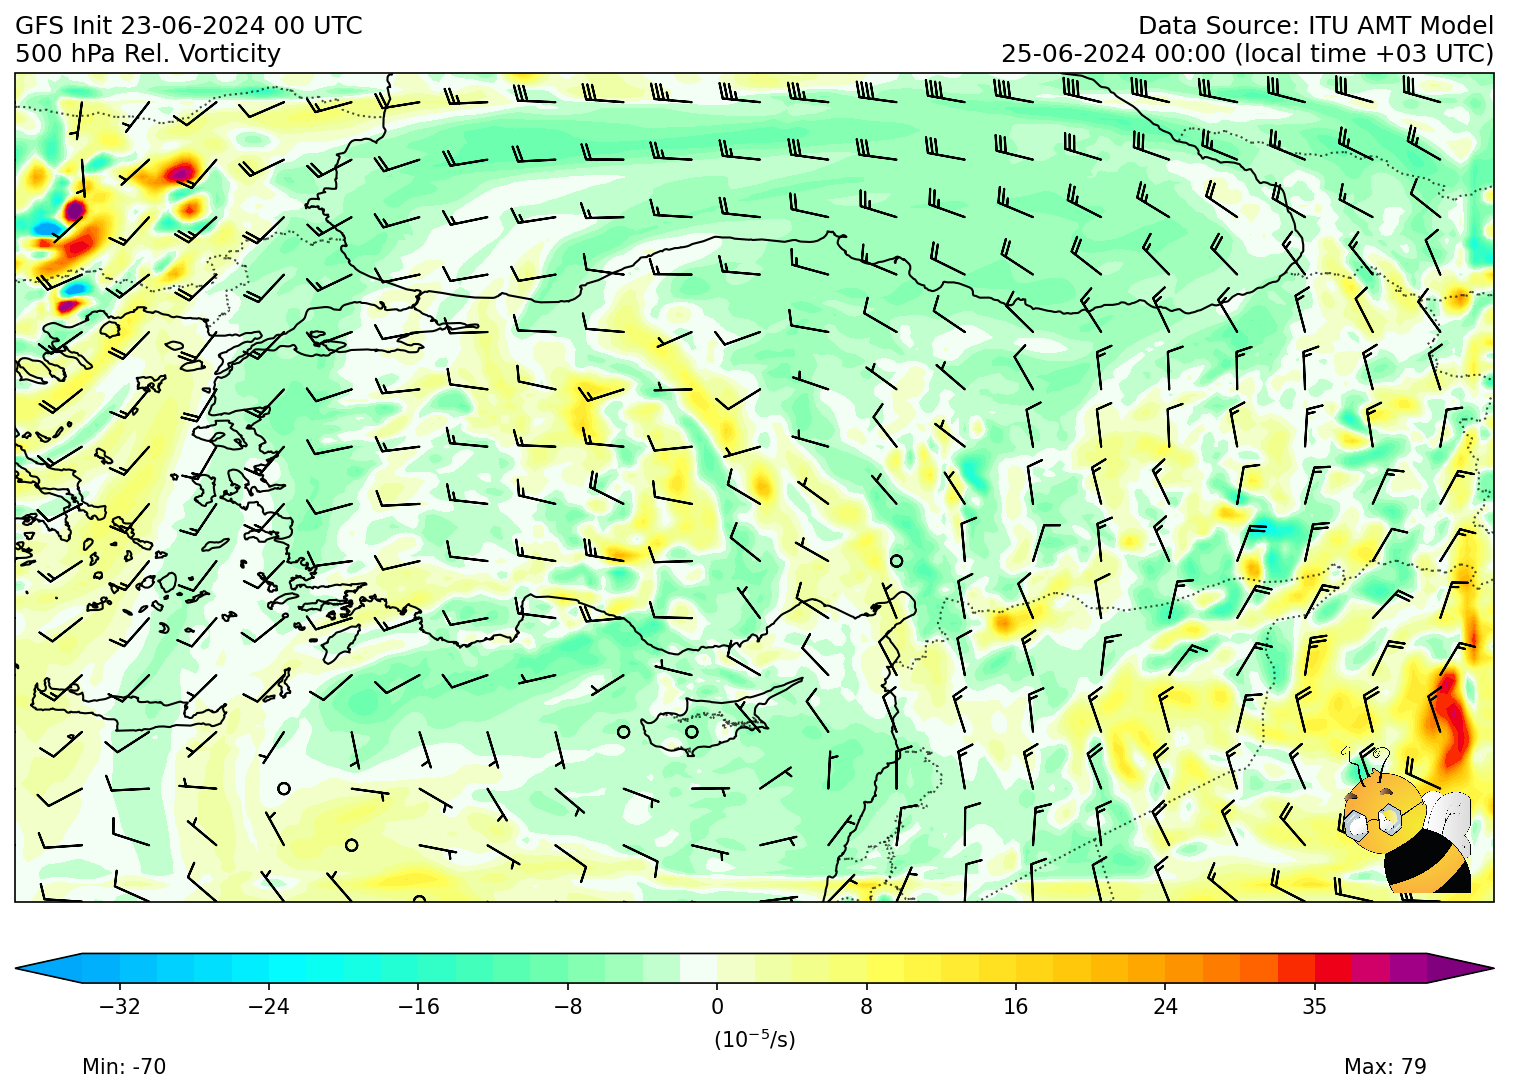 GFS Init 23-06-2024 00 UTC
Data Source: ITU AMT Model
500 hPa Rel. Vorticity
25-06-2024 00:00 (local time +03 UTC)
−32 −24 −16 −8 0 8 16 24 35
(10⁻⁵/s)
Min: -70
Max: 79